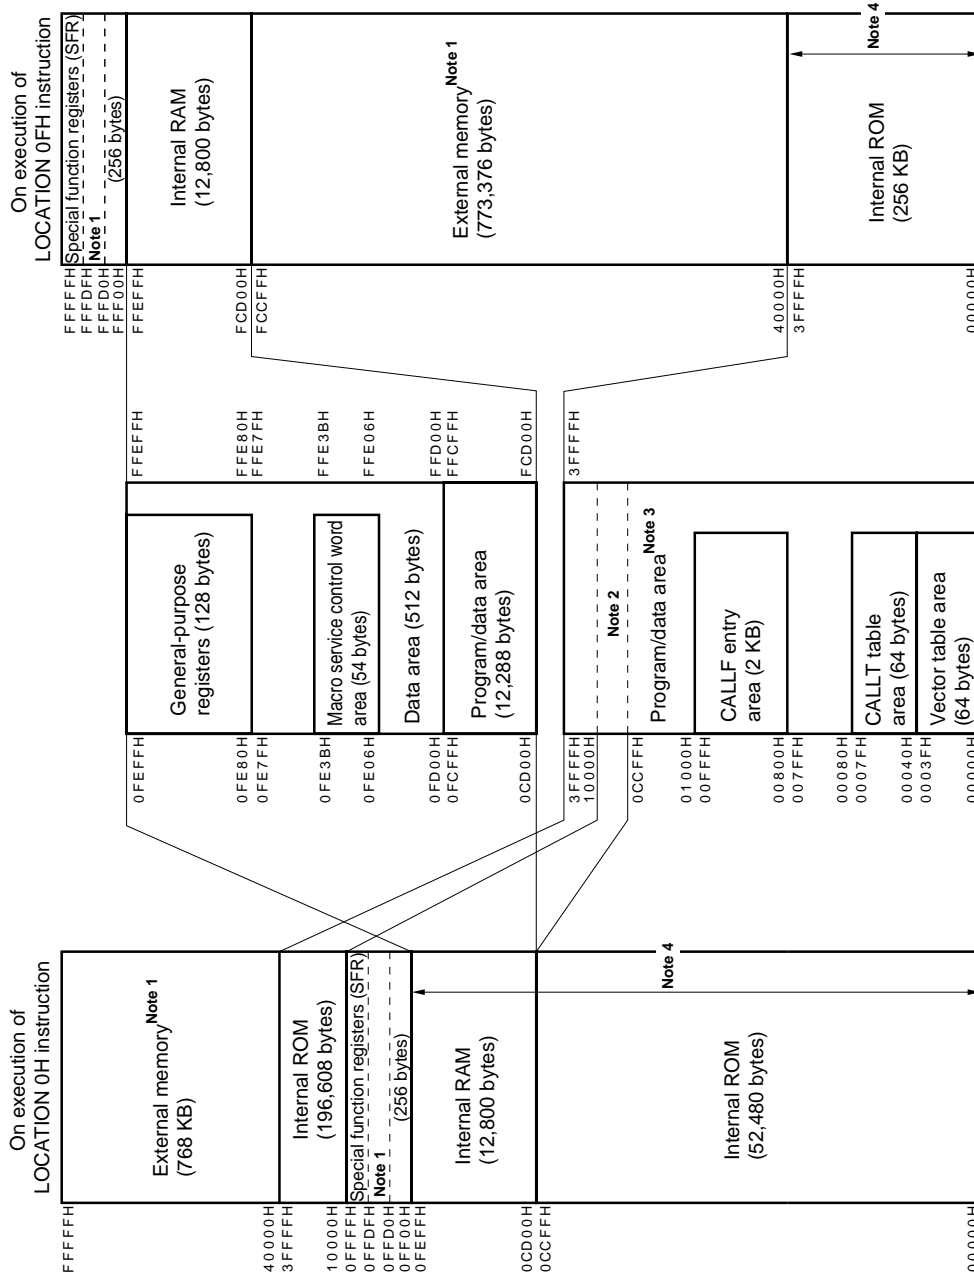 On execution of
LOCATION 0H instruction
FFFFFH
External memory Note 1
(768 KB)
40000H
3FFFFH
Internal ROM
(196,608 bytes)
10000H
0FFFFH
Special function registers (SFR)
0FFDFH
Note 1
0FFD0H
0FF00H
(256 bytes)
0FEFFH
Internal RAM
(12,800 bytes)
0CD00H
0CCFFH
Note 4
Internal ROM
(52,480 bytes)
00000H
0FEFFH
FFEFFH
General-purpose
registers (128 bytes)
0FE80H
FFE80H
0FE7FH
FFE7FH
0FE3BH
FFE3BH
Macro service control word
area (54 bytes)
0FE06H
FFE06H
Data area (512 bytes)
0FD00H
FFD00H
0FCFFH
FFCFFH
Program/data area
(12,288 bytes)
0CD00H
FCD00H
3FFFFH
3FFFFH
10000H
Note 2
0CCFFH
Program/data area Note 3
01000H
00FFFH
CALLF entry
area (2 KB)
00800H
007FFH
00080H
0007FH
CALLT table
area (64 bytes)
00040H
0003FH
Vector table area
(64 bytes)
00000H
On execution of
LOCATION 0FH instruction
FFFFFH
Special function registers (SFR)
FFFDFH
Note 1
FFFD0H
FFF00H
(256 bytes)
FFEFFH
Internal RAM
(12,800 bytes)
FCD00H
FCCFFH
External memory Note 1
(773,376 bytes)
40000H
3FFFFH
Note 4
Internal ROM
(256 KB)
00000H